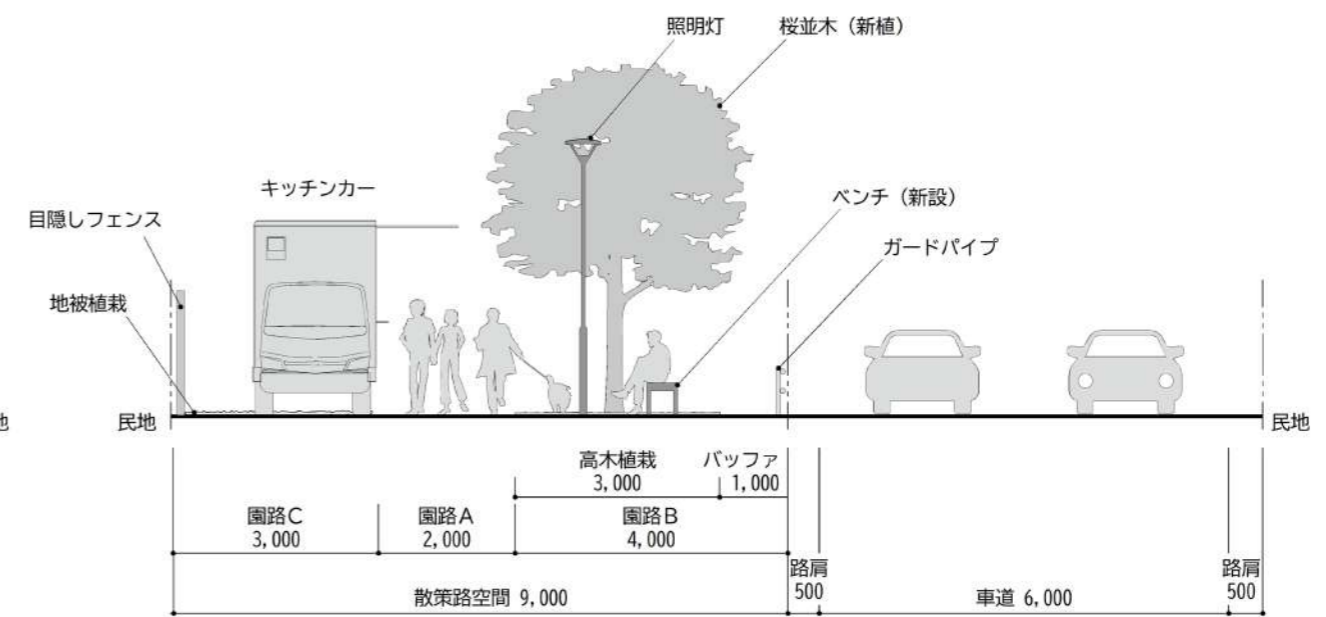 照明灯
桜並木（新植）
キッチンカー
目隠しフェンス
ベンチ（新設）
ガードパイプ
地被植栽
地
民地
民地
高木植栽
3,000
バッファ
1,000
園路C
3,000
園路A
2,000
園路B
4,000
路肩
500
路肩
500
散策路空間 9,000
車道 6,000